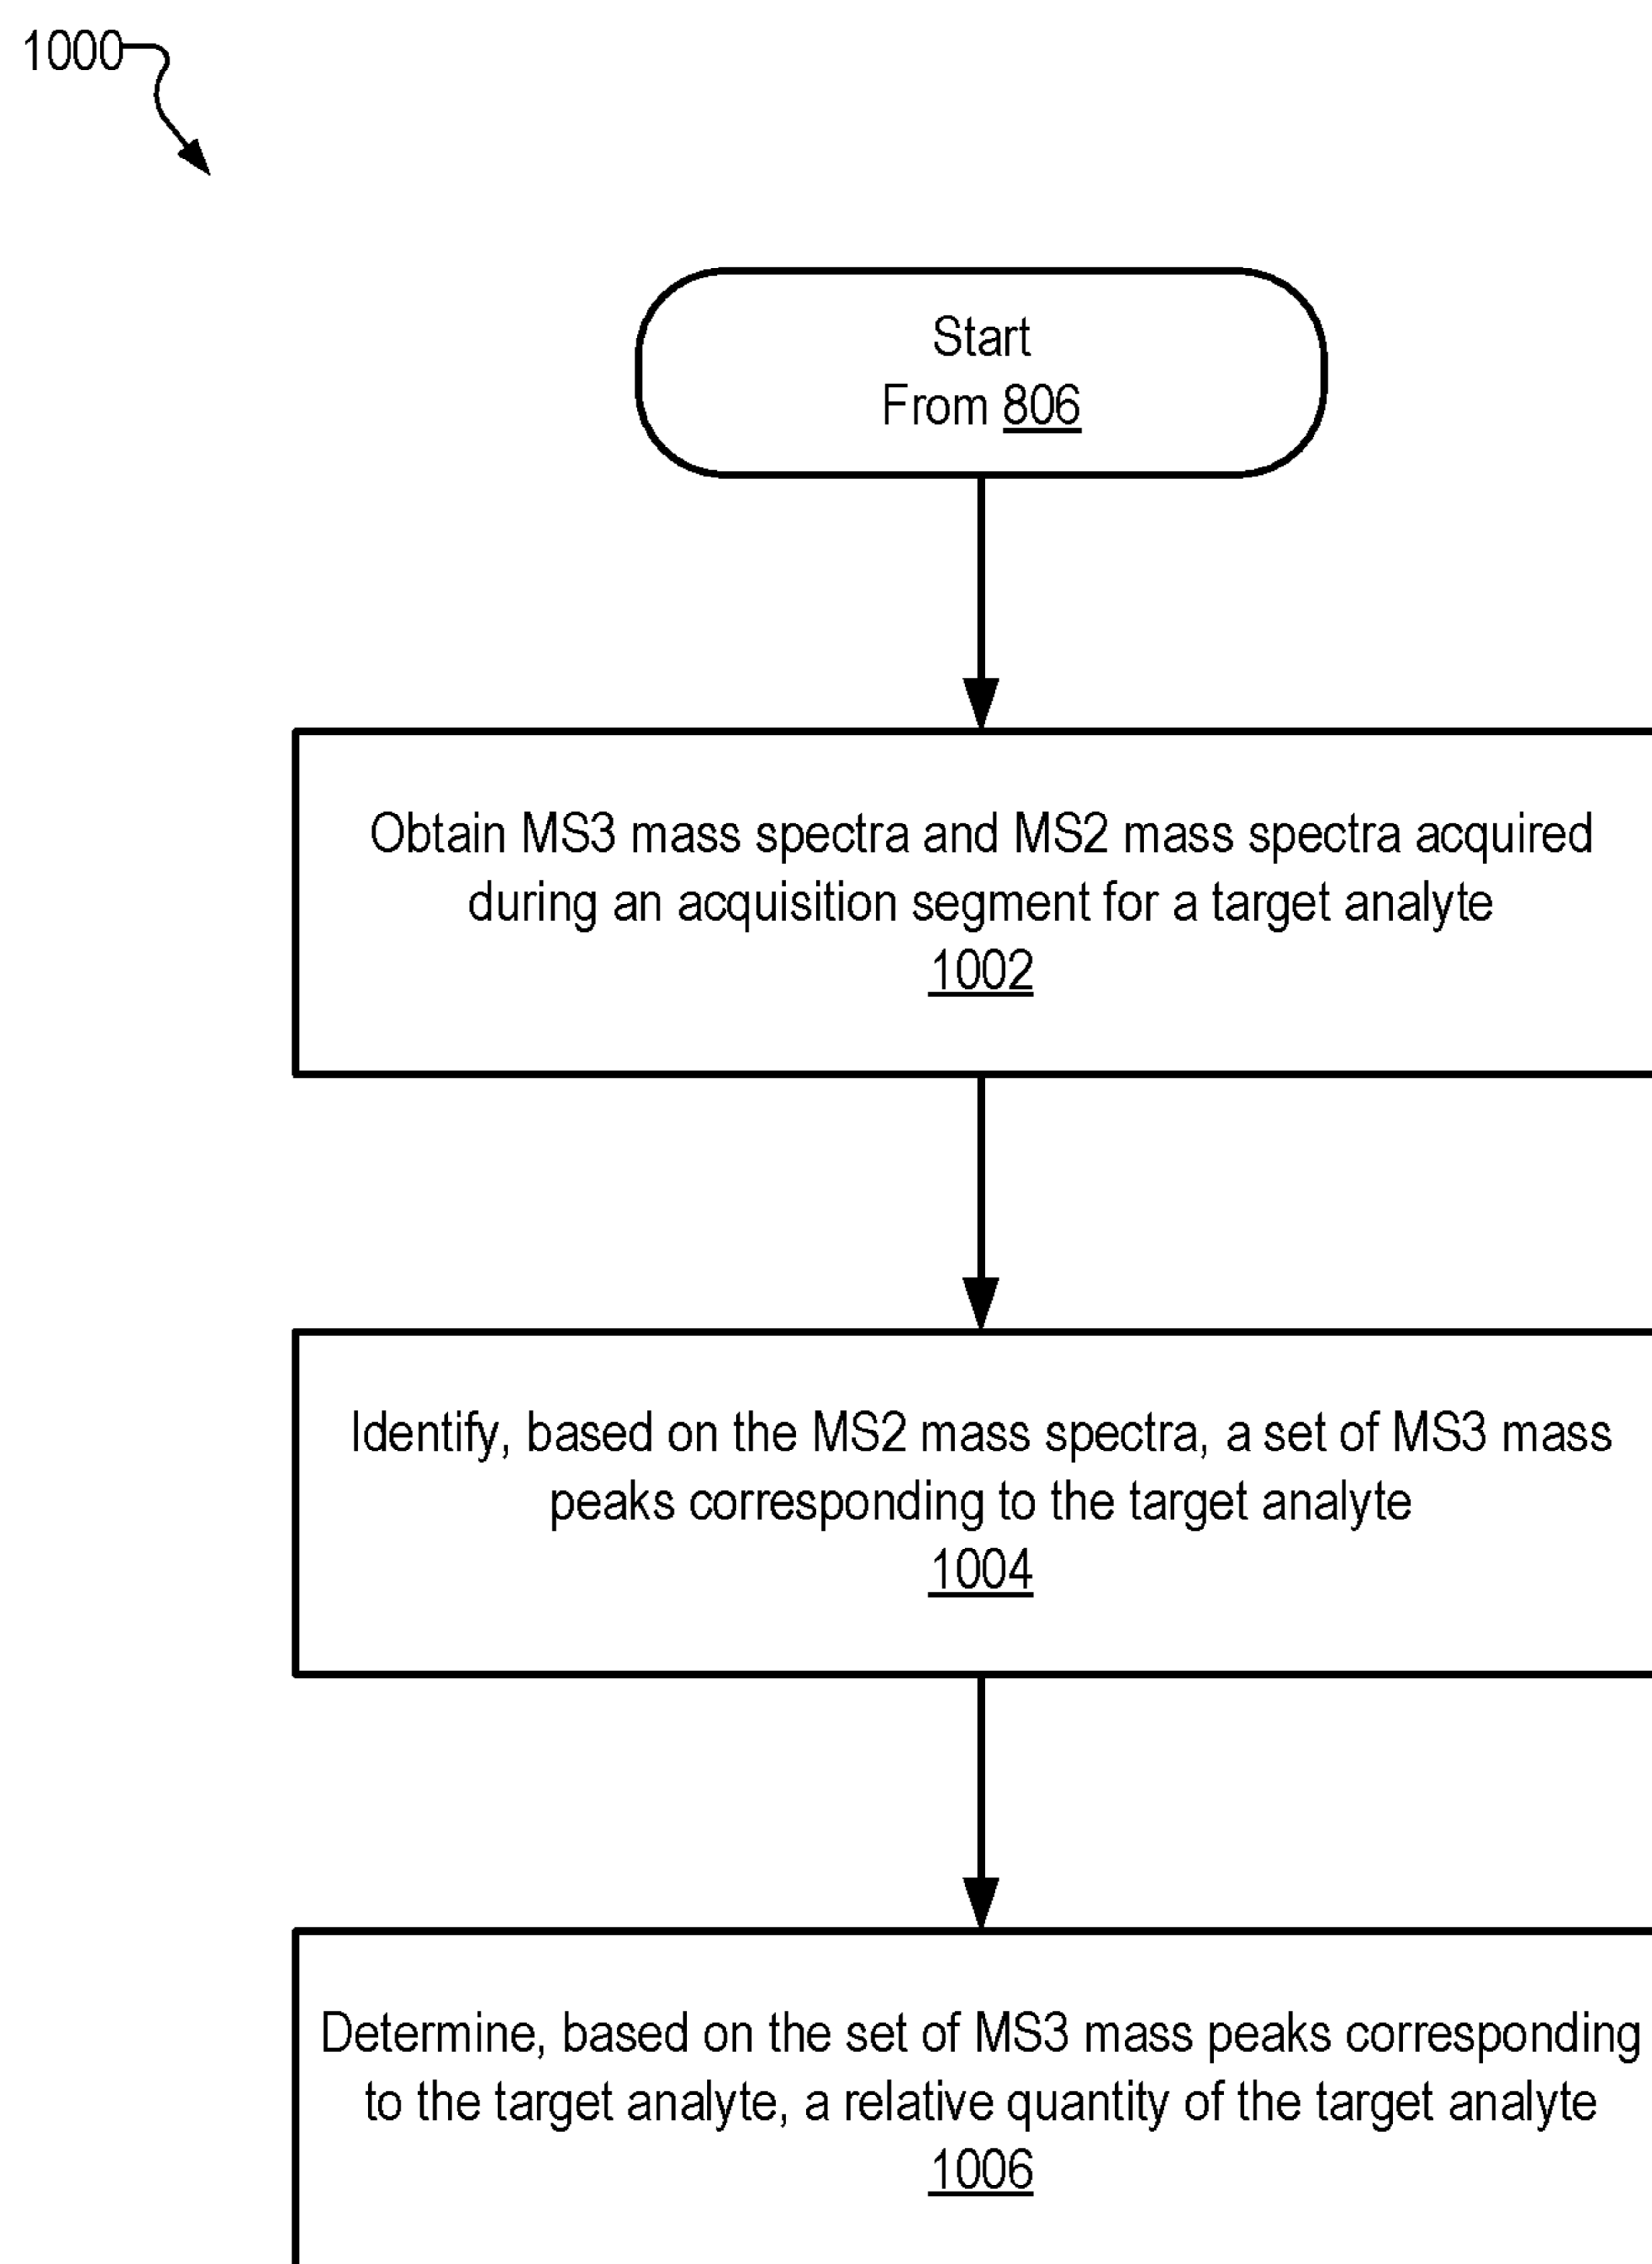 1000
Start
From 806
Obtain MS3 mass spectra and MS2 mass spectra acquired
during an acquisition segment for a target analyte
1002
Identify, based on the MS2 mass spectra, a set of MS3 mass
peaks corresponding to the target analyte
1004
Determine, based on the set of MS3 mass peaks corresponding
to the target analyte, a relative quantity of the target analyte
1006